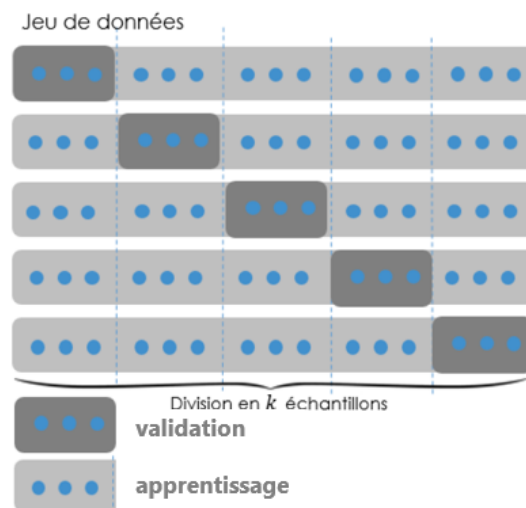 Jeu de données
Division en k échantillons
validation
apprentissage